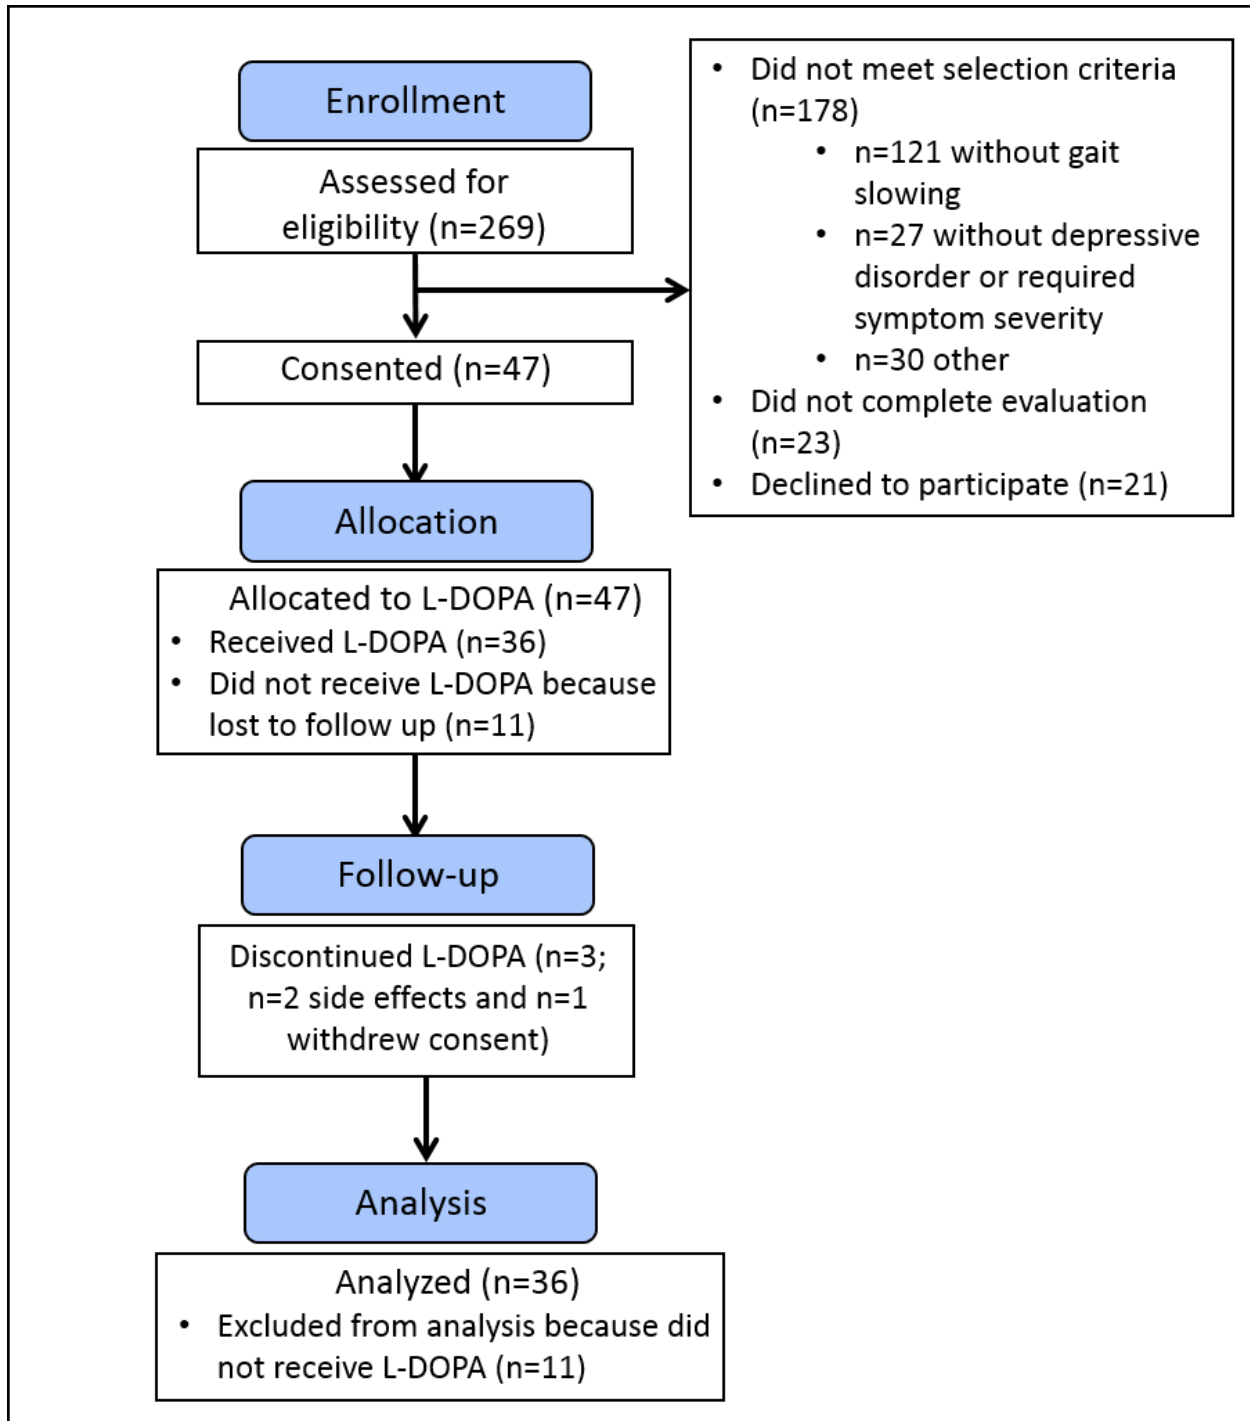 Enrollment
Assessed for
eligibility (n=269)
• Did not meet selection criteria
(n=178)
• n=121 without gait
slowing
• n=27 without depressive
disorder or required
symptom severity
• n=30 other
• Did not complete evaluation
(n=23)
• Declined to participate (n=21)
Consented (n=47)
Allocation
Allocated to L-DOPA (n=47)
• Received L-DOPA (n=36)
• Did not receive L-DOPA because
lost to follow up (n=11)
Follow-up
Discontinued L-DOPA (n=3;
n=2 side effects and n=1
withdrew consent)
Analysis
Analyzed (n=36)
• Excluded from analysis because did
not receive L-DOPA (n=11)